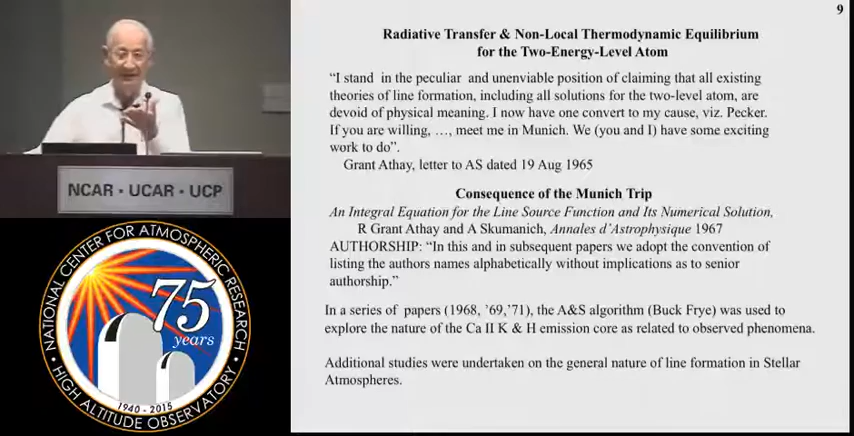 9
Radiative Transfer & Non-Local Thermodynamic Equilibrium
for the Two-Energy-Level Atom
“I stand in the peculiar and unenviable position of claiming that all existing
theories of line formation, including all solutions for the two-level atom, are
devoid of physical meaning. I now have one convert to my cause, viz. Pecker.
If you are willing, …, meet me in Munich. We (you and I) have some exciting
work to do”.
Grant Athay, letter to AS dated 19 Aug 1965
Consequence of the Munich Trip
An Integral Equation for the Line Source Function and Its Numerical Solution,
R Grant Athay and A Skumanich, Annales d’Astrophysique 1967
AUTHORSHIP: “In this and in subsequent papers we adopt the convention of
listing the authors names alphabetically without implications as to senior
authorship.”
In a series of papers (1968, ’69,’71), the A&S algorithm (Buck Frye) was used to
explore the nature of the Ca II K & H emission core as related to observed phenomena.
Additional studies were undertaken on the general nature of line formation in Stellar
Atmospheres.
NCAR • UCAR • UCP
NATIONAL CENTER FOR ATMOSPHERIC RESEARCH
75
years
1940 - 2015
HIGH ALTITUDE OBSERVATORY